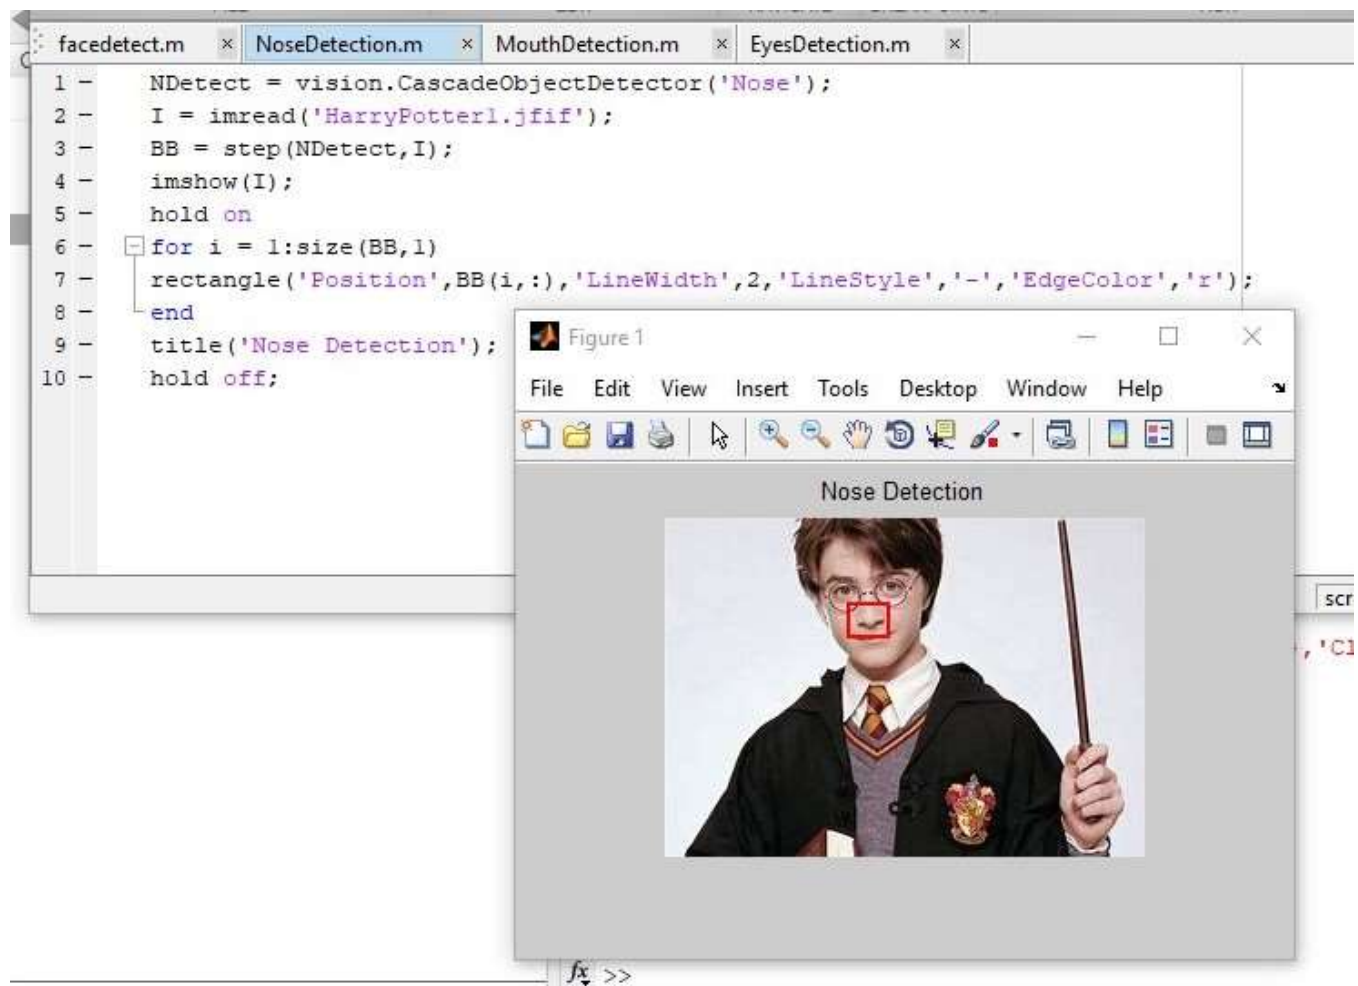 facedetect.m × NoseDetection.m × MouthDetection.m × EyesDetection.m ×
1 - NDetect = vision.CascadeObjectDetector('Nose');
2 - I = imread('HarryPotter1.jfif');
3 - BB = step(NDetect,I);
4 - imshow(I);
5 - hold on
6 - for i = 1:size(BB,1)
7 - rectangle('Position',BB(i,:),'LineWidth',2,'LineStyle','-','EdgeColor','r');
8 - end
9 - title('Nose Detection');
10 - hold off;
Figure 1
File Edit View Insert Tools Desktop Window Help
Nose Detection
scr
,'Cl
fx >>